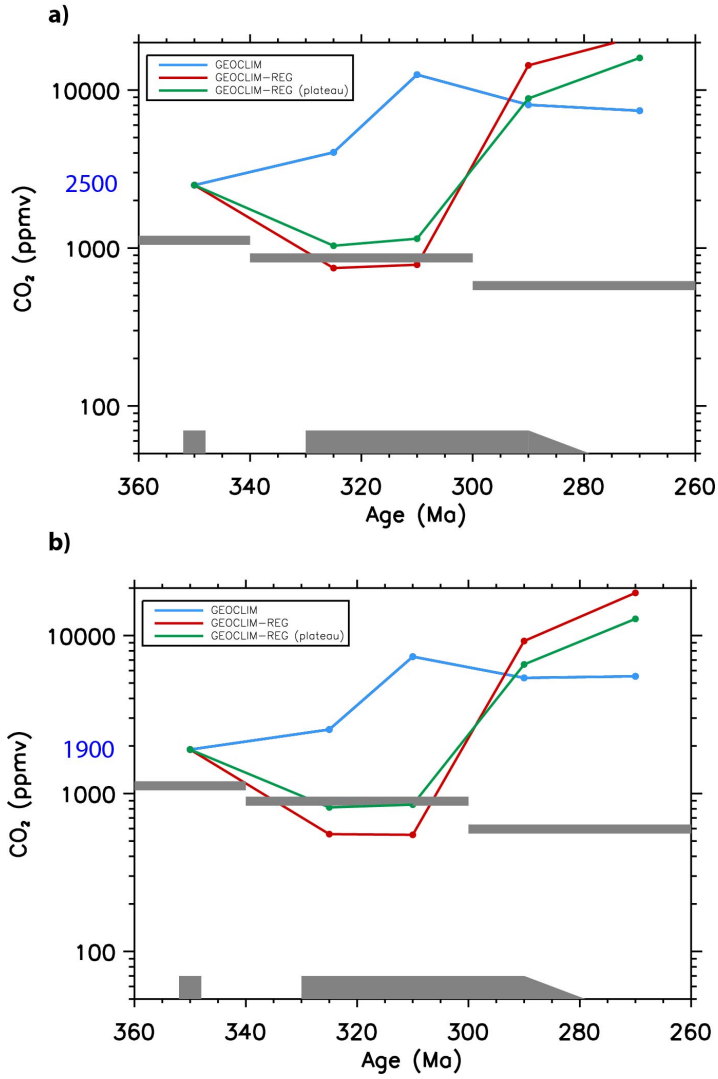 a)
GEOCLIM
GEOCLIM-REG
GEOCLIM-REG (plateau)
10000
2500
1000
100
CO₂ (ppmv)
360 340 320 300 280 260
Age (Ma)
b)
GEOCLIM
GEOCLIM-REG
GEOCLIM-REG (plateau)
10000
1900
1000
100
CO₂ (ppmv)
360 340 320 300 280 260
Age (Ma)